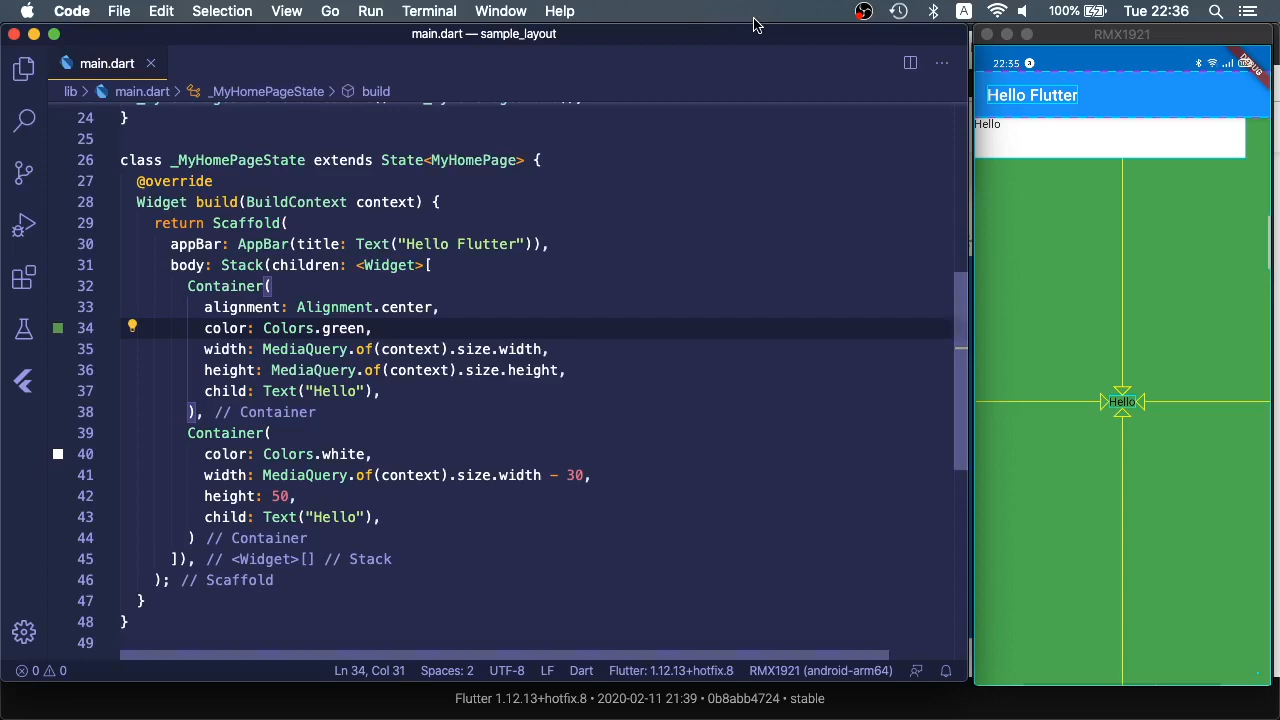 Code File Edit Selection View Go Run Terminal Window Help
A 100% Tue 22:36
main.dart — sample_layout
RMX1921
main.dart
22:35
DEBUG
lib main.dart _MyHomePageState build
Hello Flutter
Hello
24 }
25
26 class _MyHomePageState extends State<MyHomePage> {
27 @override
28 Widget build(BuildContext context) {
29 return Scaffold(
30 appBar: AppBar(title: Text("Hello Flutter")),
31 body: Stack(children: <Widget>[
32 Container(
33 alignment: Alignment.center,
34 color: Colors.green,
35 width: MediaQuery.of(context).size.width,
36 height: MediaQuery.of(context).size.height,
37 child: Text("Hello"),
38 ), // Container
39 Container(
40 color: Colors.white,
41 width: MediaQuery.of(context).size.width - 30,
42 height: 50,
43 child: Text("Hello"),
44 ) // Container
45 ]), // <Widget>[] // Stack
46 ); // Scaffold
47 }
48 }
49
Hello
0 0 Ln 34, Col 31 Spaces: 2 UTF-8 LF Dart Flutter: 1.12.13+hotfix.8 RMX1921 (android-arm64)
Flutter 1.12.13+hotfix.8 • 2020-02-11 21:39 • 0b8abb4724 • stable